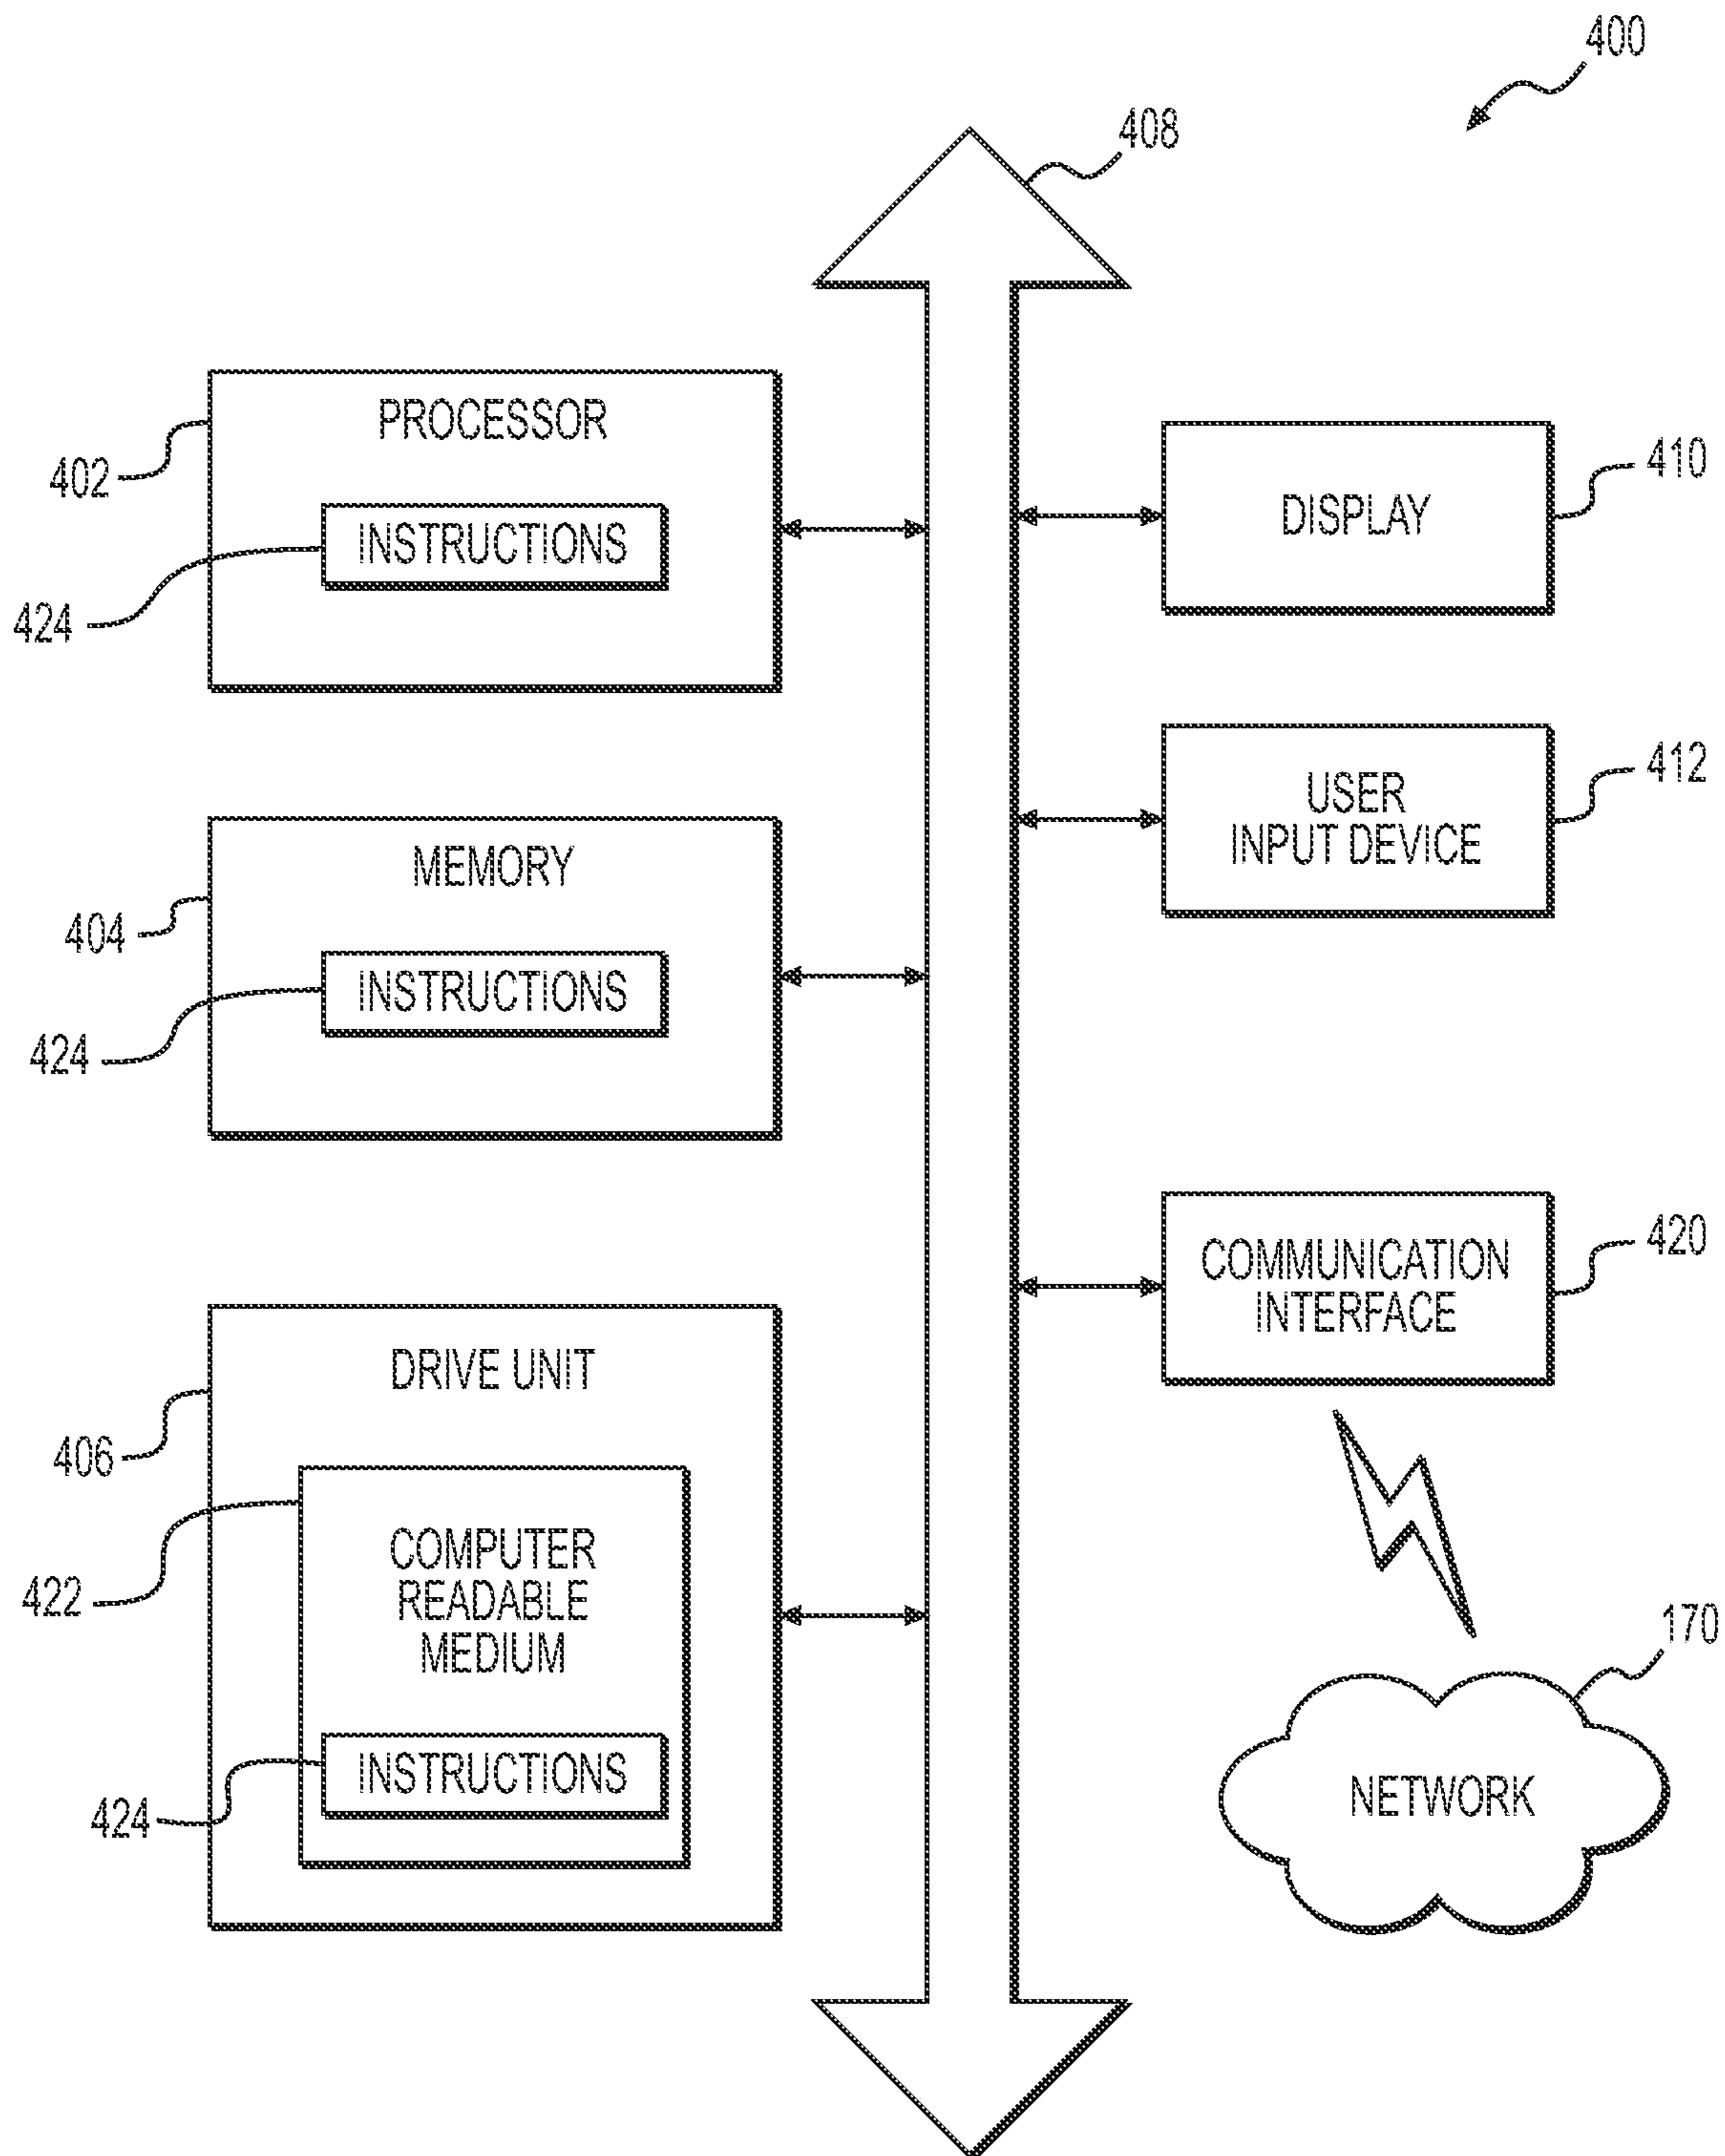 400
408
PROCESSOR
402
INSTRUCTIONS
424
DISPLAY
410
USER
INPUT DEVICE
412
MEMORY
404
INSTRUCTIONS
424
COMMUNICATION
INTERFACE
420
DRIVE UNIT
406
422
COMPUTER
READABLE
MEDIUM
INSTRUCTIONS
424
170
NETWORK